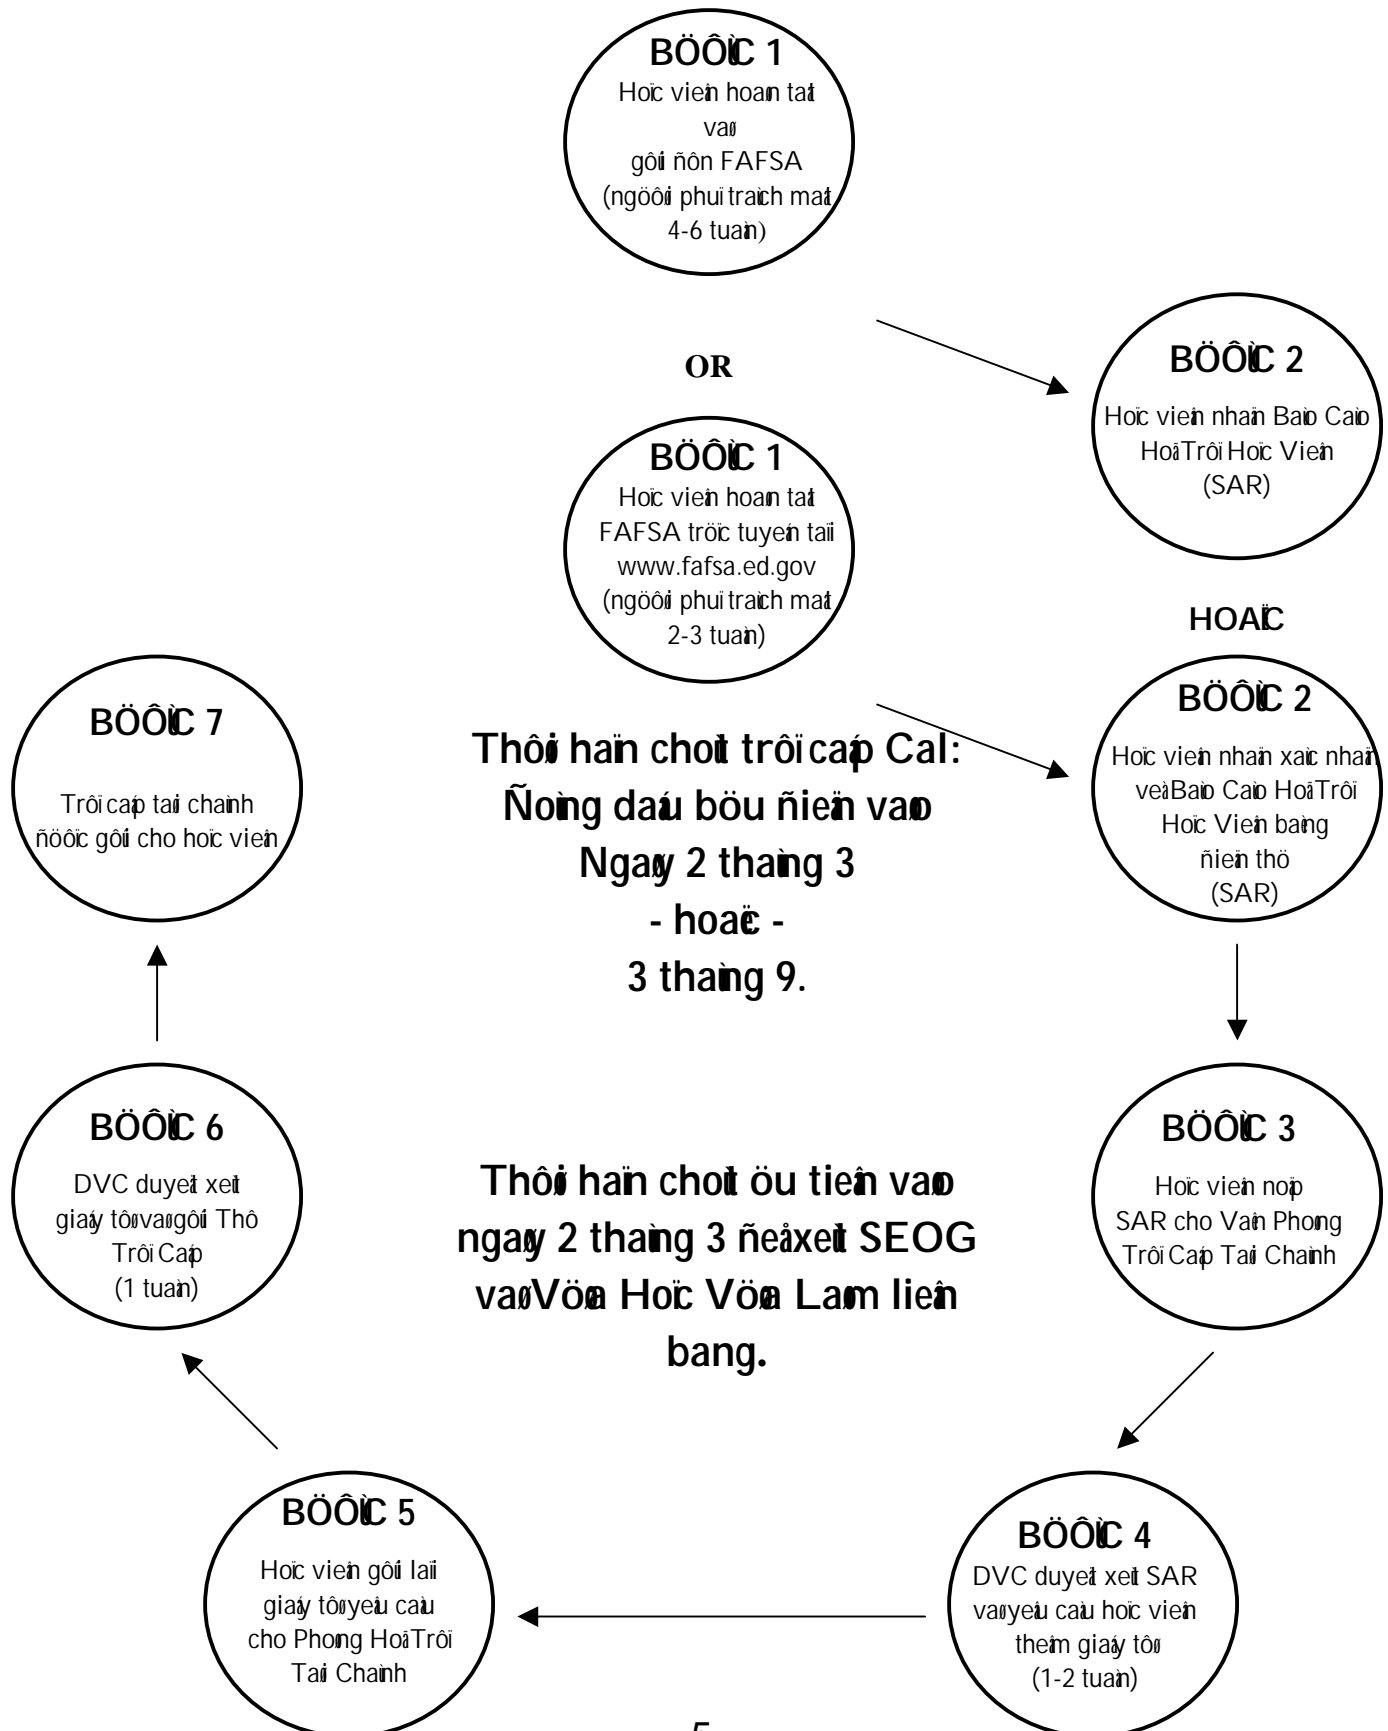 BÖÔÙC 1
Hoïc vieân hoaøn taát
vaø
gôûi ñôn FAFSA
(ngöôøi phuï traùch maát
4-6 tuaàn)
OR
BÖÔÙC 1
Hoïc vieân hoaøn taát
FAFSA tröïc tuyeán taïi
www.fafsa.ed.gov
(ngöôøi phuï traùch maát
2-3 tuaàn)
BÖÔÙC 2
Hoïc vieân nhaän Baùo Caùo
Hoã Trôï Hoïc Vieân
(SAR)
HOAËC
BÖÔÙC 2
Hoïc vieân nhaän xaùc nhaän
veà Baùo Caùo Hoã Trôï
Hoïc Vieân baèng
ñieän thö
(SAR)
BÖÔÙC 3
Hoïc vieân noäp
SAR cho Vaên Phoøng
Trôï Caáp Taøi Chaùnh
BÖÔÙC 4
DVC duyeät xeùt SAR
vaø yeâu caàu hoïc vieân
theâm giaáy tôø
(1-2 tuaàn)
BÖÔÙC 5
Hoïc vieân gôûi laïi
giaáy tôø yeâu caàu
cho Phoøng Hoã Trôï
Taøi Chaùnh
BÖÔÙC 6
DVC duyeät xeùt
giaáy tôø vaø gôûi Thô
Trôï Caáp
(1 tuaàn)
BÖÔÙC 7
Trôï caáp taøi chaùnh
ñöôïc gôûi cho hoïc vieân
Thôøi haïn choùt trôï caáp Cal:
Ñoùng daáu böu ñieän vaøo
Ngaøy 2 thaùng 3
- hoaëc -
3 thaùng 9.
Thôøi haïn choùt öu tieân vaøo
ngaøy 2 thaùng 3 ñeå xeùt SEOG
vaø Vöøa Hoïc Vöøa Laøm lieân
bang.
5